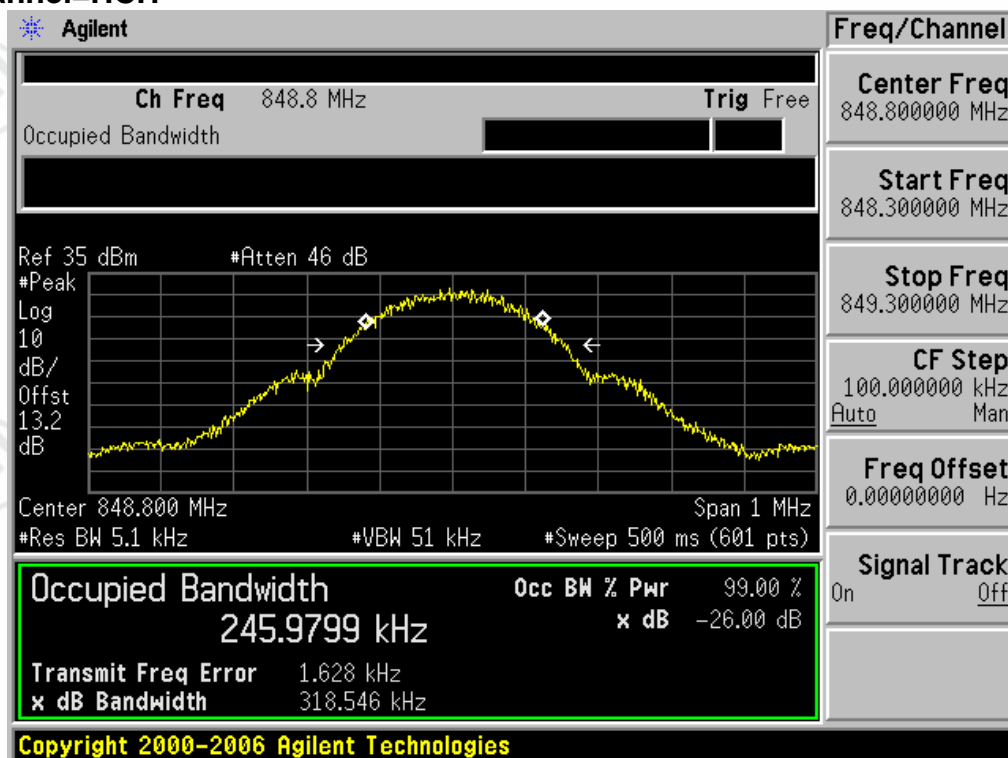 Agilent
Freq/Channel
Ch Freq 848.8 MHz Trig Free
Occupied Bandwidth
Center Freq
848.800000 MHz
Start Freq
848.300000 MHz
Stop Freq
849.300000 MHz
CF Step
100.000000 kHz
Auto Man
Freq Offset
0.00000000 Hz
Signal Track
On Off
Ref 35 dBm #Atten 46 dB
#Peak
Log
10
dB/
Offst
13.2
dB
Center 848.800 MHz Span 1 MHz
#Res BW 5.1 kHz #VBW 51 kHz #Sweep 500 ms (601 pts)
Occupied Bandwidth Occ BW % Pwr 99.00 %
245.9799 kHz x dB -26.00 dB
Transmit Freq Error 1.628 kHz
x dB Bandwidth 318.546 kHz
Copyright 2000-2006 Agilent Technologies